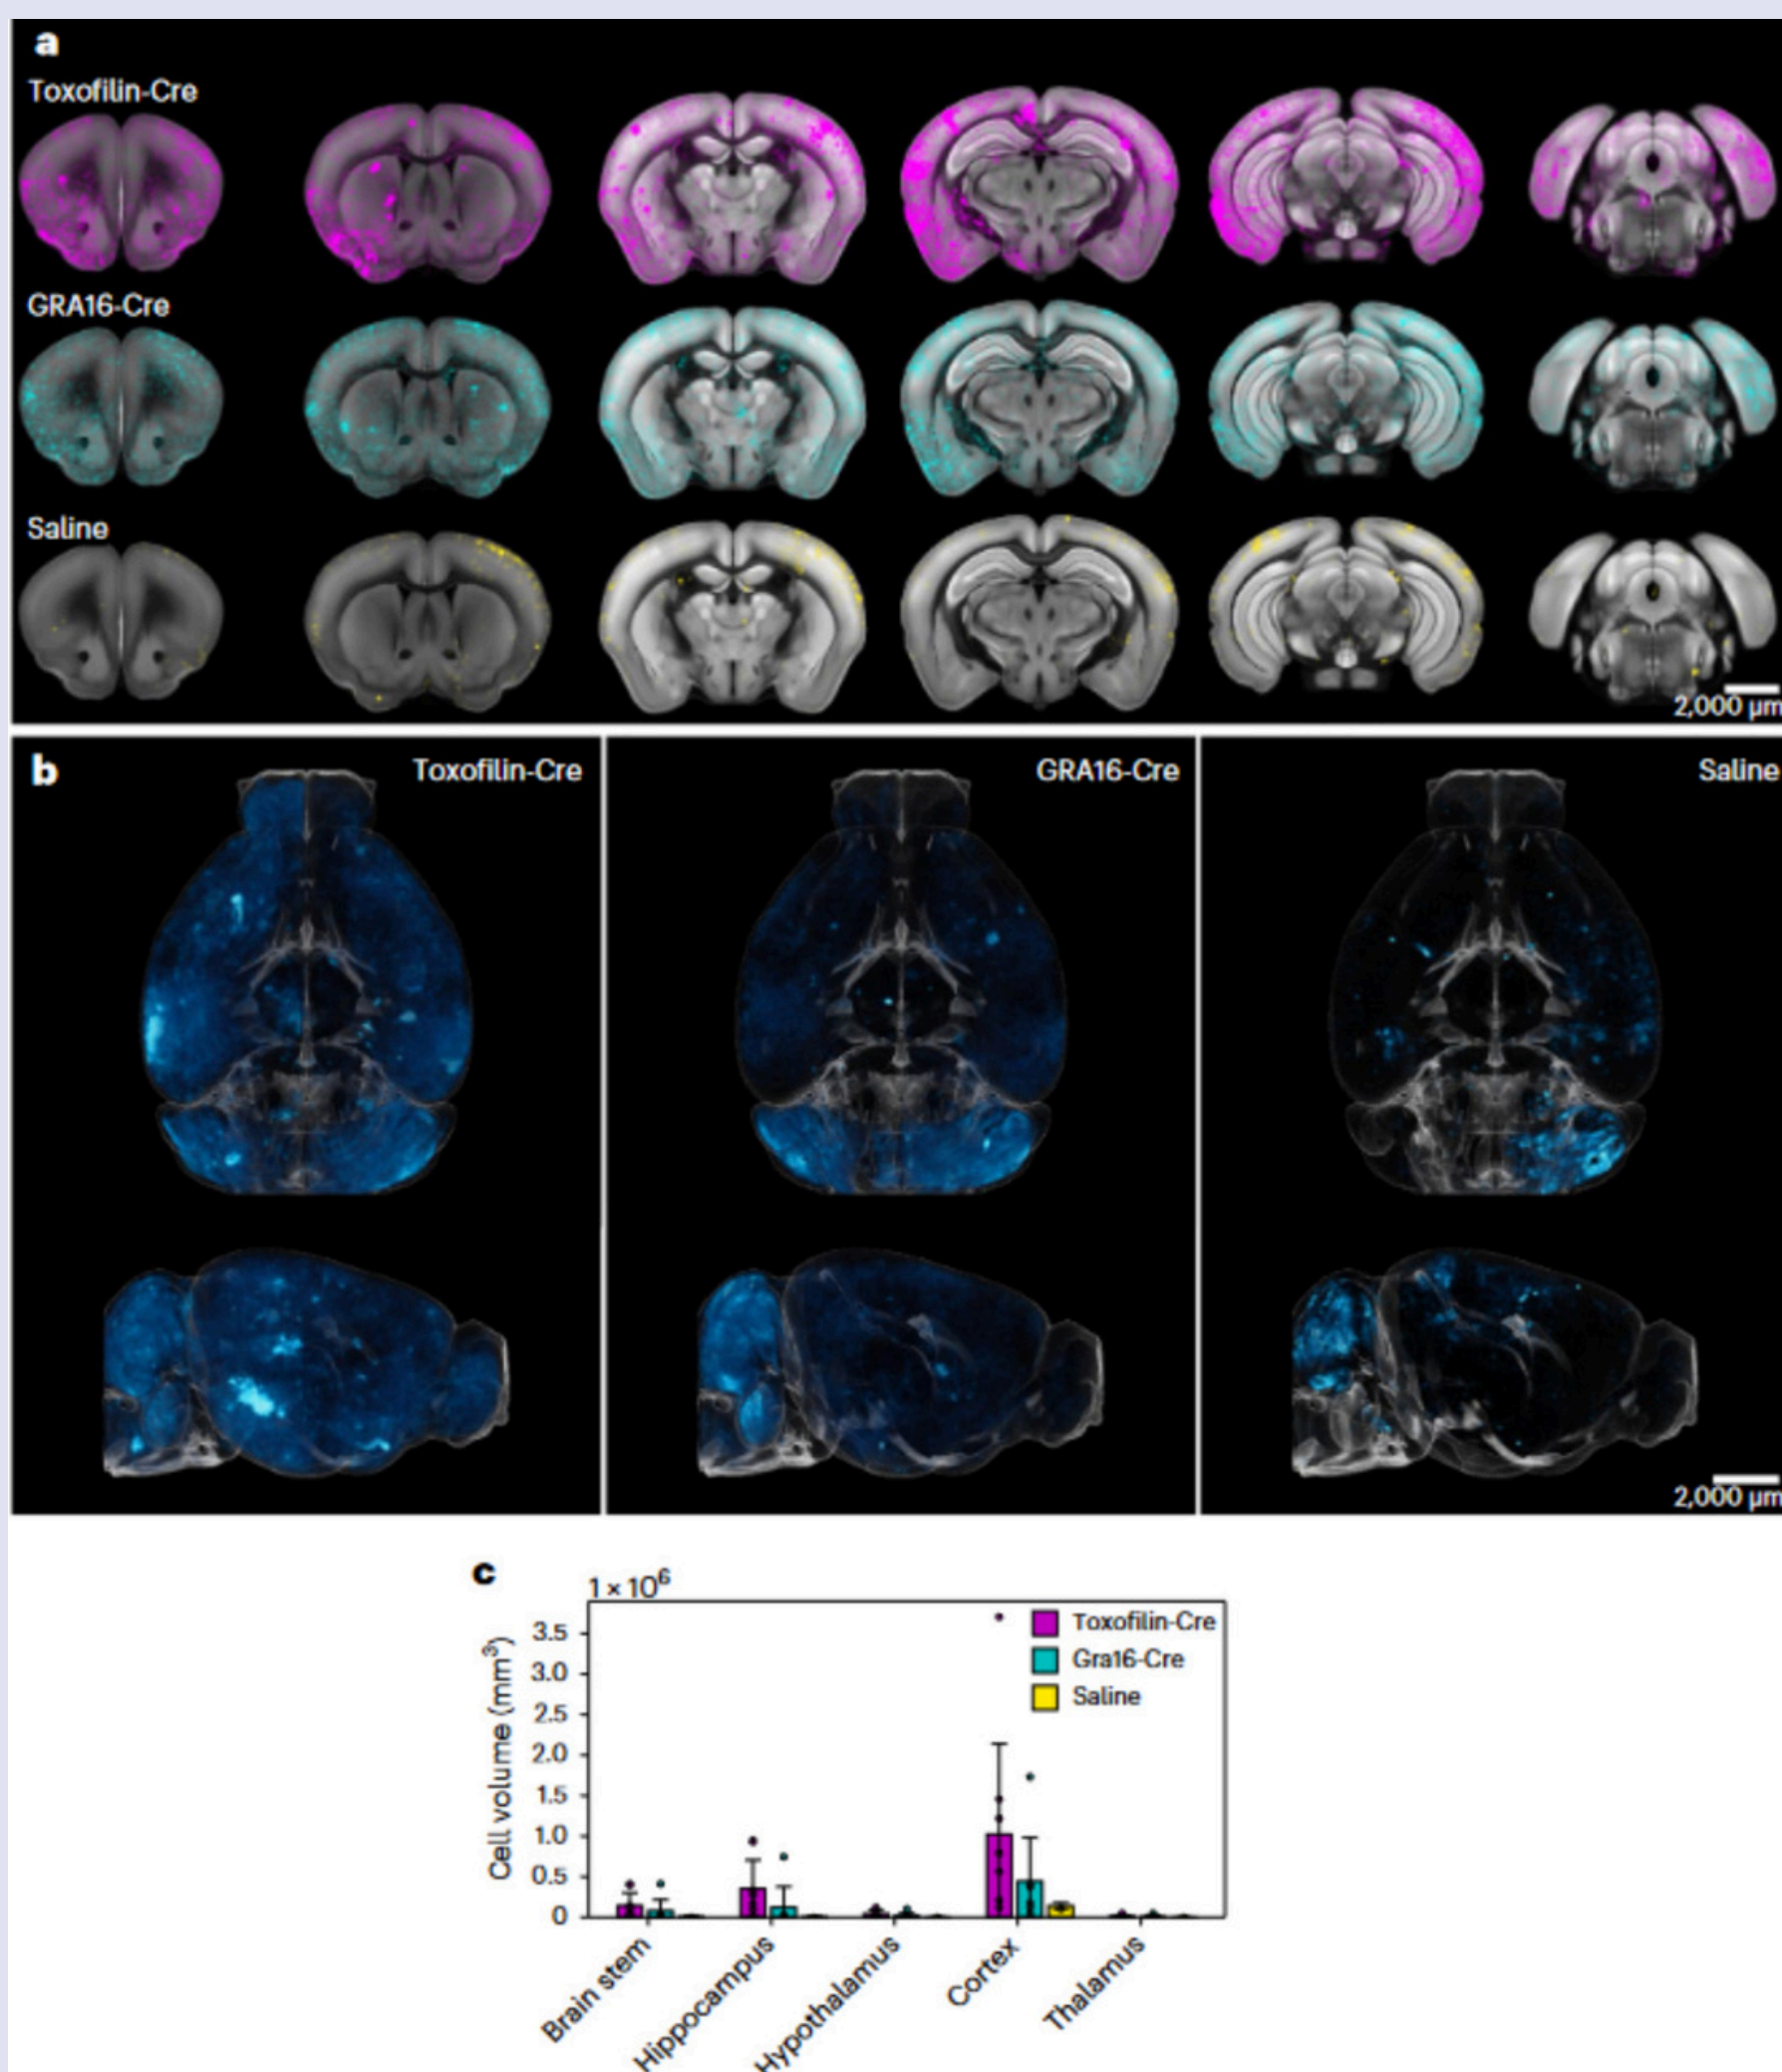 a
Toxofilin-Cre
GRA16-Cre
Saline
2,000 µm
b
Toxofilin-Cre
GRA16-Cre
Saline
2,000 µm
c
1 × 10⁶
Cell volume (mm³)
3.5
3.0
2.5
2.0
1.5
1.0
0.5
0
Toxofilin-Cre
Gra16-Cre
Saline
Brain stem
Hippocampus
Hypothalamus
Cortex
Thalamus